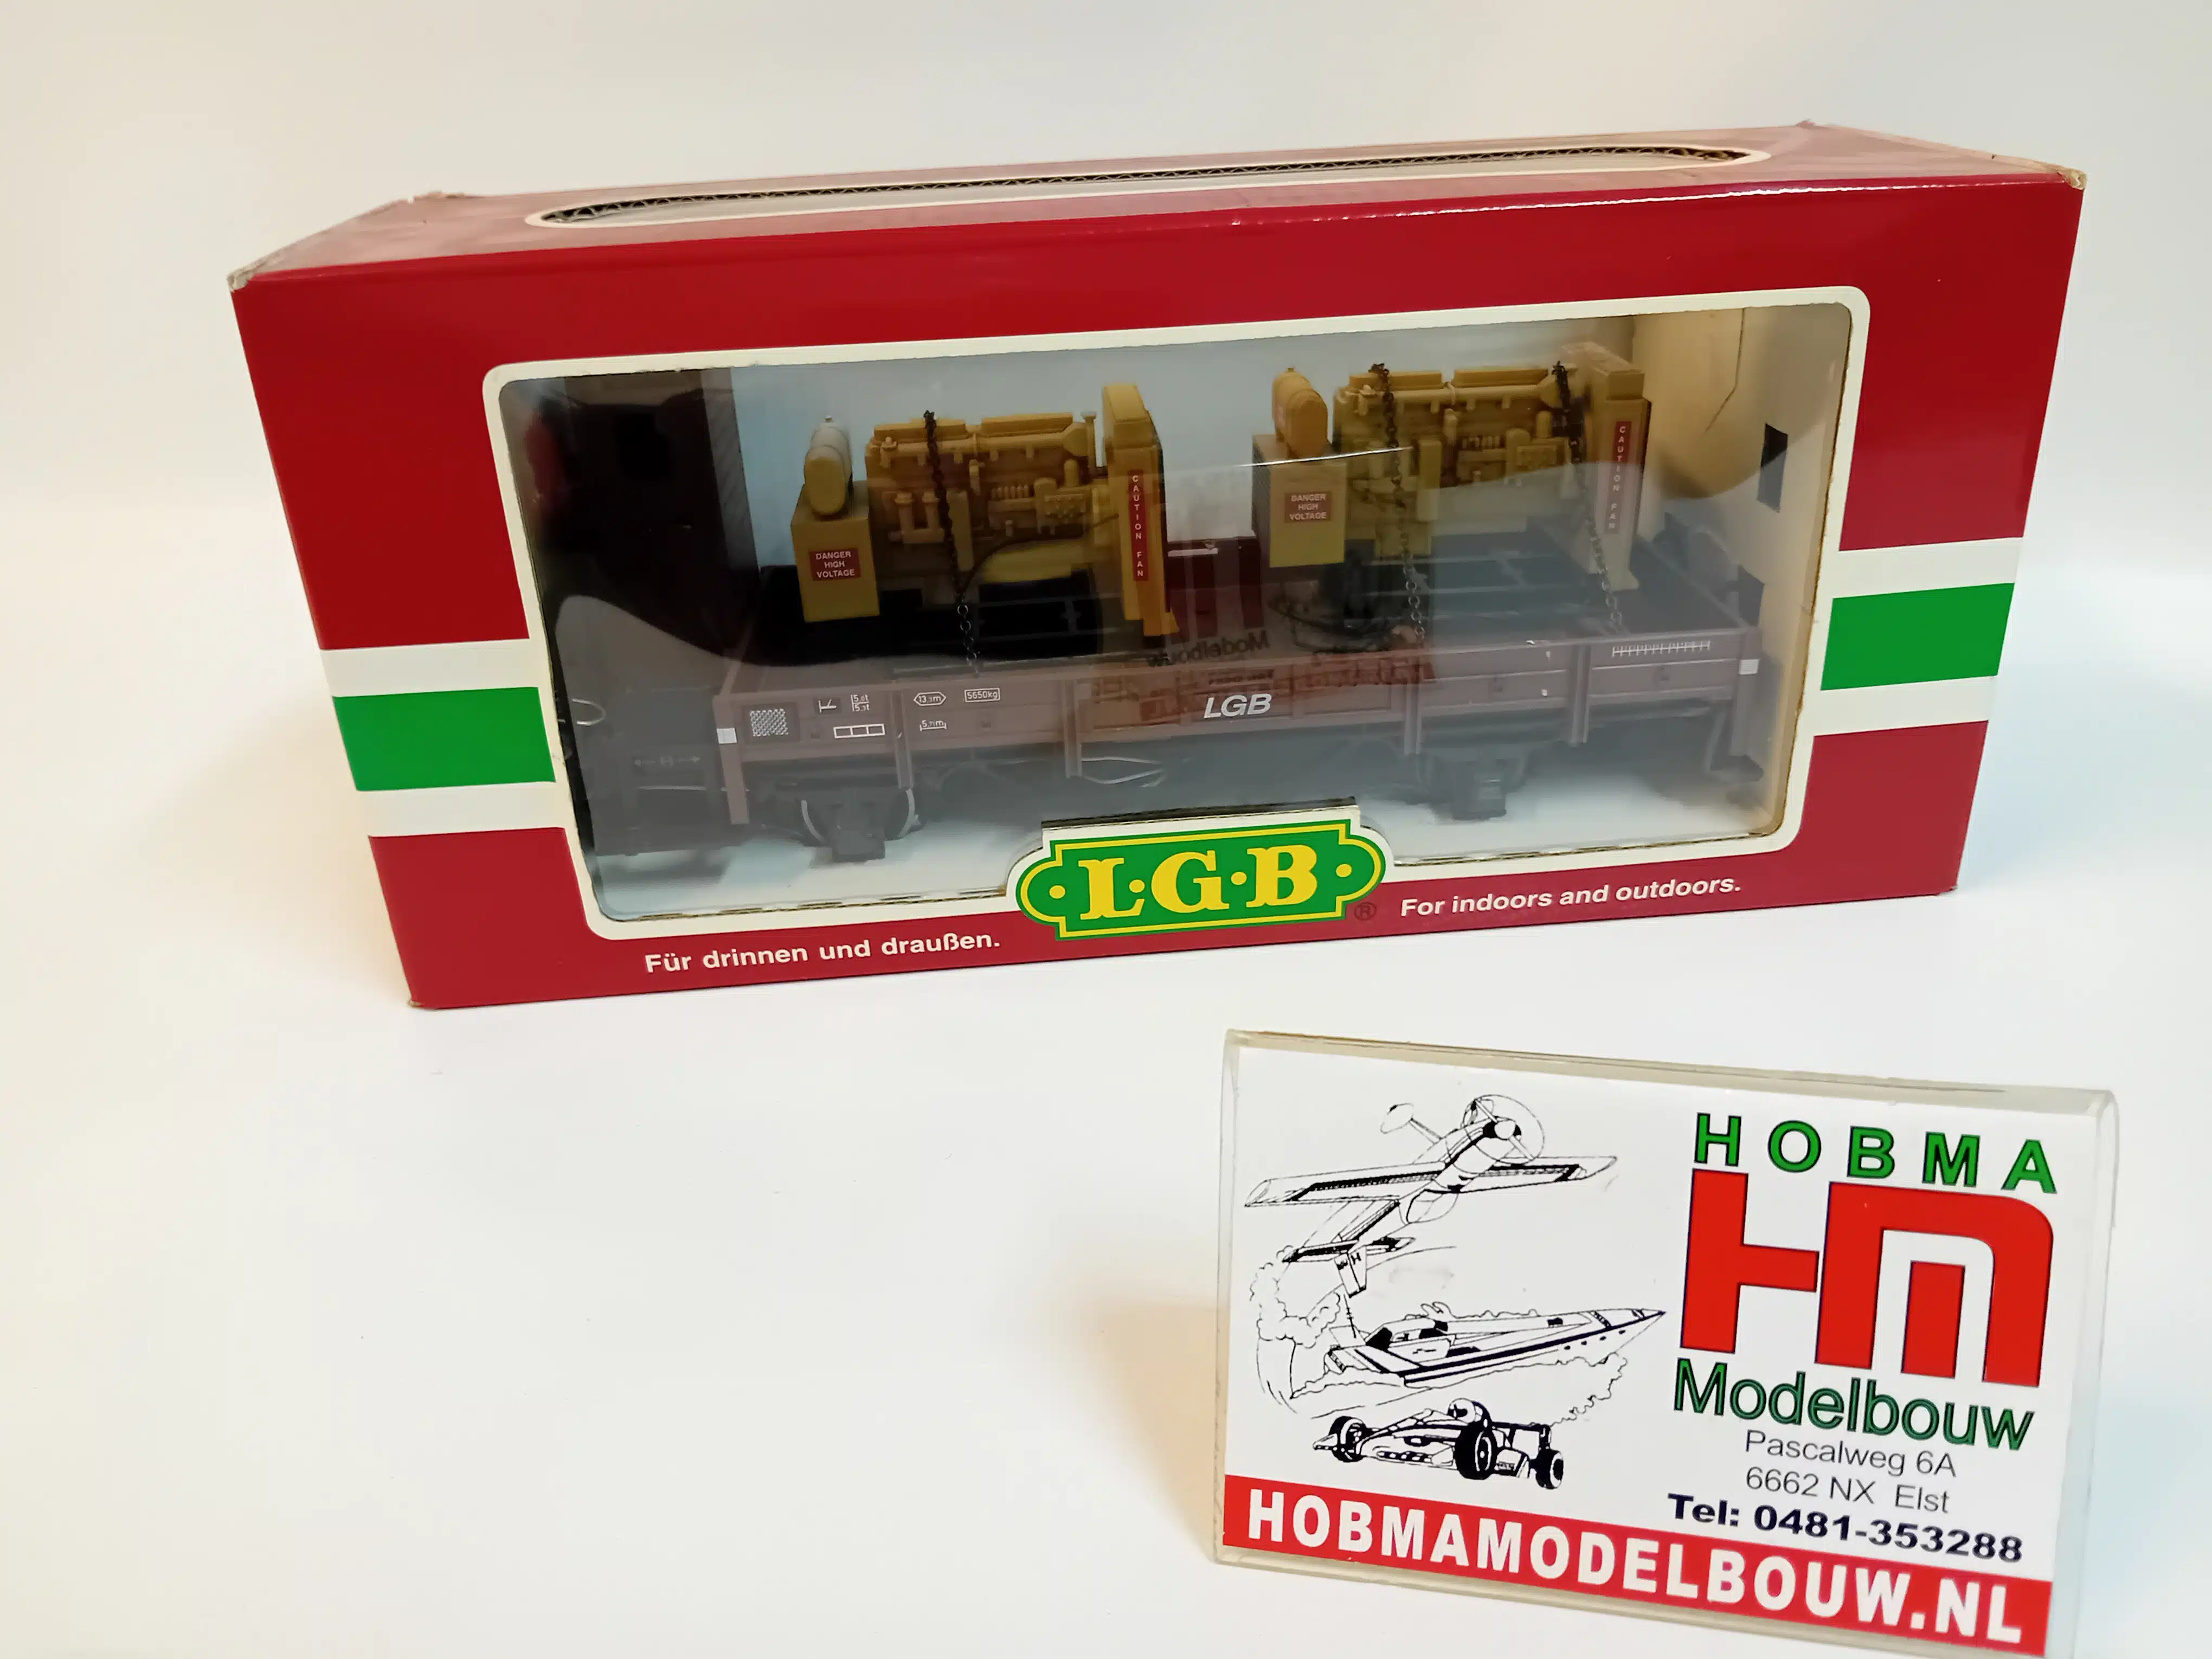 DANGER
HIGH
VOLTAGE
CAUTION FAN
DANGER
HIGH
VOLTAGE
CAUTION FAN
5650kg
LGB
L·G·B ®
Für drinnen und draußen.
For indoors and outdoors.
HOBMA
HM
Modelbouw
Pascalweg 6A
6662 NX Elst
Tel: 0481-353288
HOBMAMODELBOUW.NL